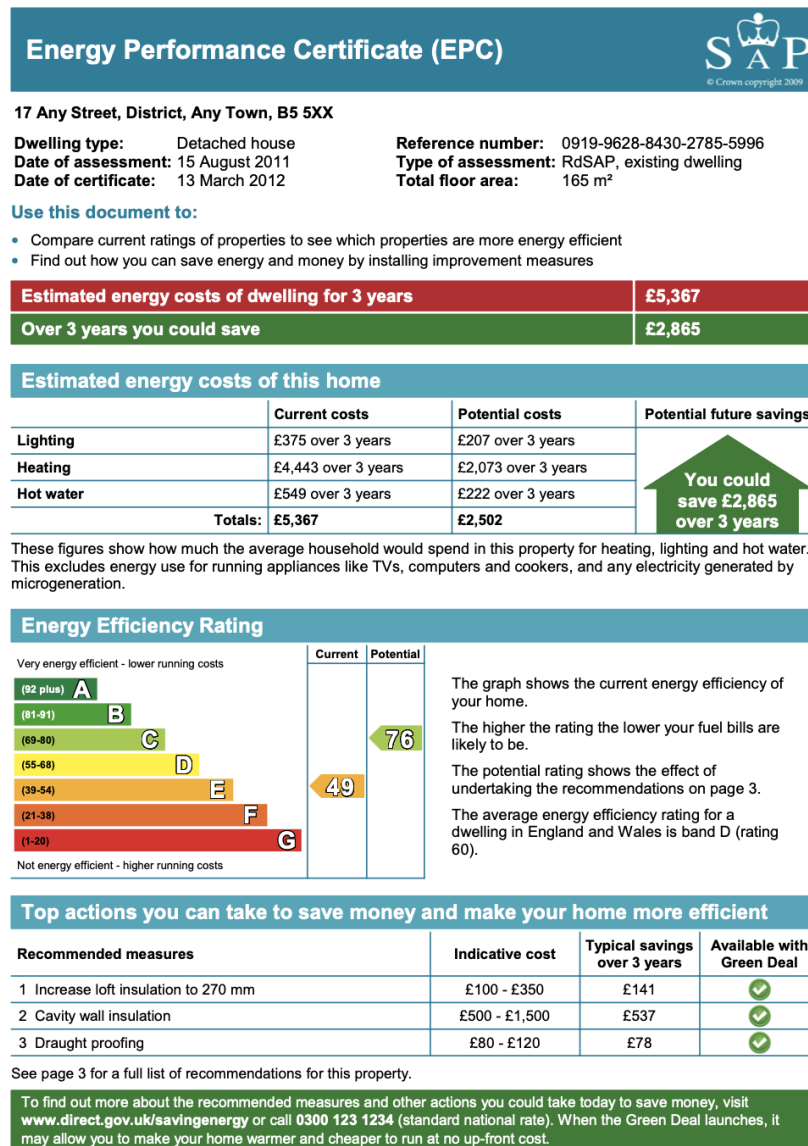 Energy Performance Certificate (EPC)
SAP
© Crown copyright 2009
17 Any Street, District, Any Town, B5 5XX
Dwelling type: Detached house
Date of assessment: 15 August 2011
Date of certificate: 13 March 2012
Reference number: 0919-9628-8430-2785-5996
Type of assessment: RdSAP, existing dwelling
Total floor area: 165 m²
Use this document to:
• Compare current ratings of properties to see which properties are more energy efficient
• Find out how you can save energy and money by installing improvement measures
Estimated energy costs of dwelling for 3 years £5,367
Over 3 years you could save £2,865
Estimated energy costs of this home
Current costs Potential costs Potential future savings
Lighting £375 over 3 years £207 over 3 years
Heating £4,443 over 3 years £2,073 over 3 years
Hot water £549 over 3 years £222 over 3 years
Totals: £5,367 £2,502
You could
save £2,865
over 3 years
These figures show how much the average household would spend in this property for heating, lighting and hot water.
This excludes energy use for running appliances like TVs, computers and cookers, and any electricity generated by
microgeneration.
Energy Efficiency Rating
Current Potential
Very energy efficient - lower running costs
(92 plus) A
(81-91) B
(69-80) C
(55-68) D
(39-54) E
(21-38) F
(1-20) G
Not energy efficient - higher running costs
49
76
The graph shows the current energy efficiency of
your home.
The higher the rating the lower your fuel bills are
likely to be.
The potential rating shows the effect of
undertaking the recommendations on page 3.
The average energy efficiency rating for a
dwelling in England and Wales is band D (rating
60).
Top actions you can take to save money and make your home more efficient
Recommended measures Indicative cost Typical savings over 3 years Available with Green Deal
1 Increase loft insulation to 270 mm £100 - £350 £141
2 Cavity wall insulation £500 - £1,500 £537
3 Draught proofing £80 - £120 £78
See page 3 for a full list of recommendations for this property.
To find out more about the recommended measures and other actions you could take today to save money, visit
www.direct.gov.uk/savingenergy or call 0300 123 1234 (standard national rate). When the Green Deal launches, it
may allow you to make your home warmer and cheaper to run at no up-front cost.